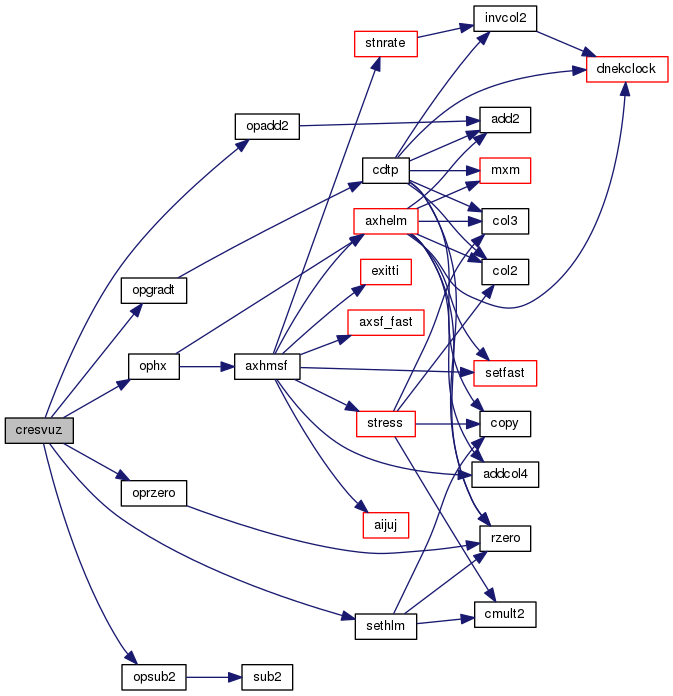 invcol2
stnrate
dnekclock
opadd2
add2
cdtp
mxm
axhelm
col3
exitti
col2
opgradt
axsf_fast
ophx
axhmsf
setfast
stress
copy
cresvuz
addcol4
oprzero
aijuj
rzero
sethlm
cmult2
opsub2
sub2